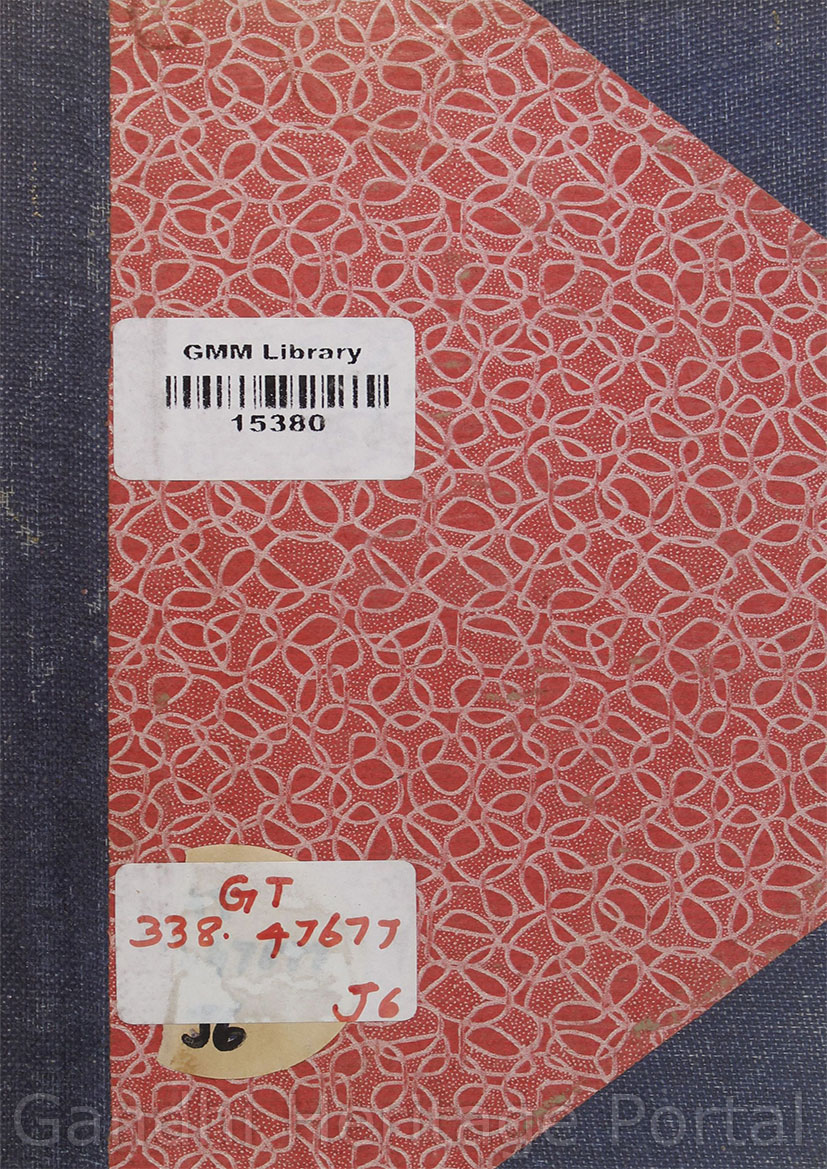 GMM Library
15380
GT
338.47677
J6
J6
Gandhi Heritage Portal